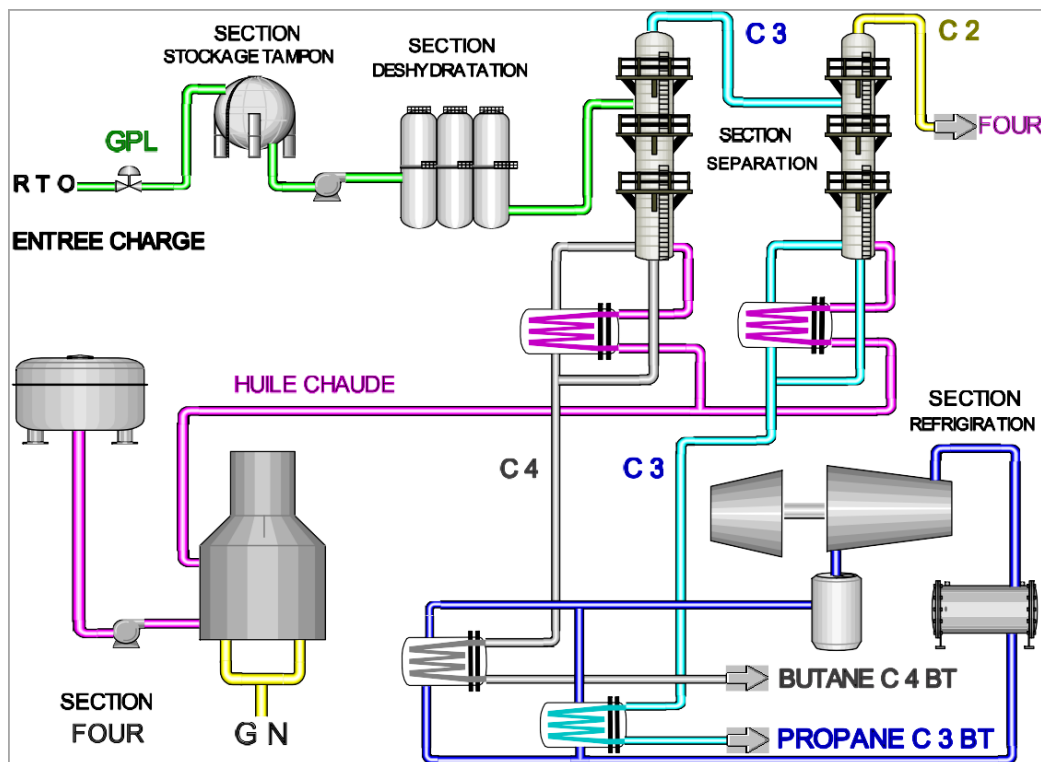 SECTION
STOCKAGE TAMPON
SECTION
DESHYDRATATION
C 3
C 2
GPL
R T O
ENTREE CHARGE
SECTION
SEPARATION
FOUR
HUILE CHAUDE
SECTION
REFRIGIRATION
C 4
C 3
SECTION
FOUR
G N
BUTANE C 4 BT
PROPANE C 3 BT